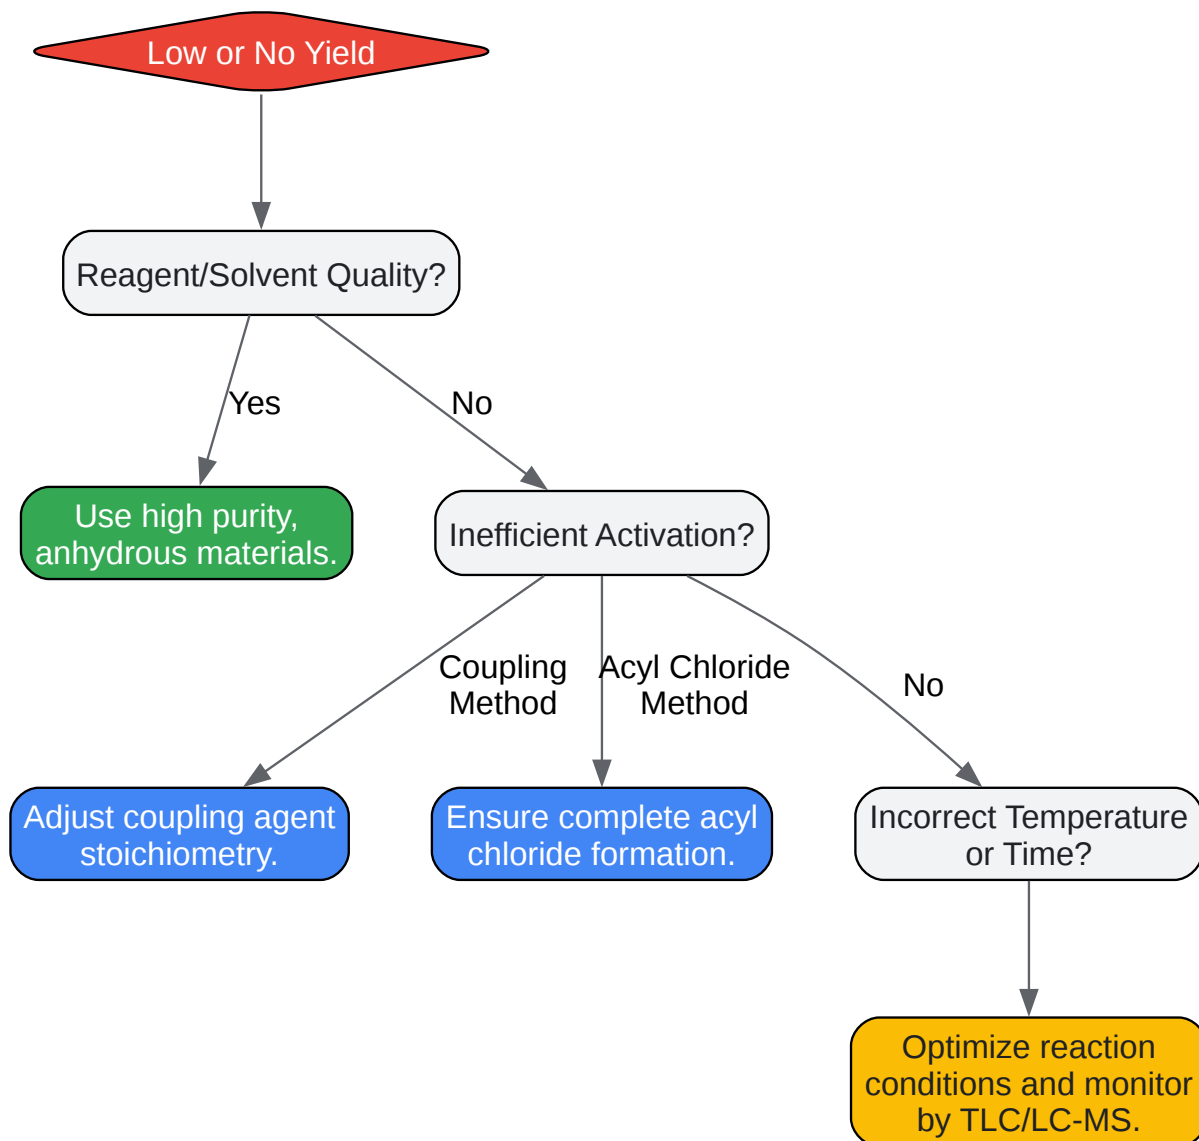 Low or No Yield
Reagent/Solvent Quality?
Yes
No
Use high purity,
anhydrous materials.
Inefficient Activation?
Coupling
Method
Acyl Chloride
Method
No
Adjust coupling agent
stoichiometry.
Ensure complete acyl
chloride formation.
Incorrect Temperature
or Time?
Optimize reaction
conditions and monitor
by TLC/LC-MS.